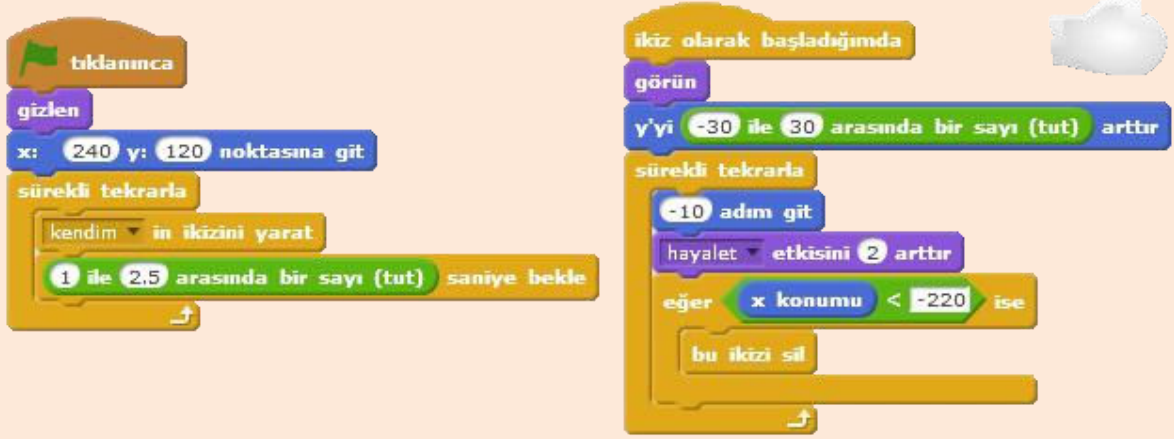 tıklanınca
gizlen
x: 240 y: 120 noktasına git
sürekli tekrarla
kendim in ikizini yarat
1 ile 2.5 arasında bir sayı (tut) saniye bekle
ikiz olarak başladığımda
görün
y'yi -30 ile 30 arasında bir sayı (tut) arttır
sürekli tekrarla
-10 adım git
hayalet etkisini 2 arttır
eğer x konumu < -220 ise
bu ikizi sil